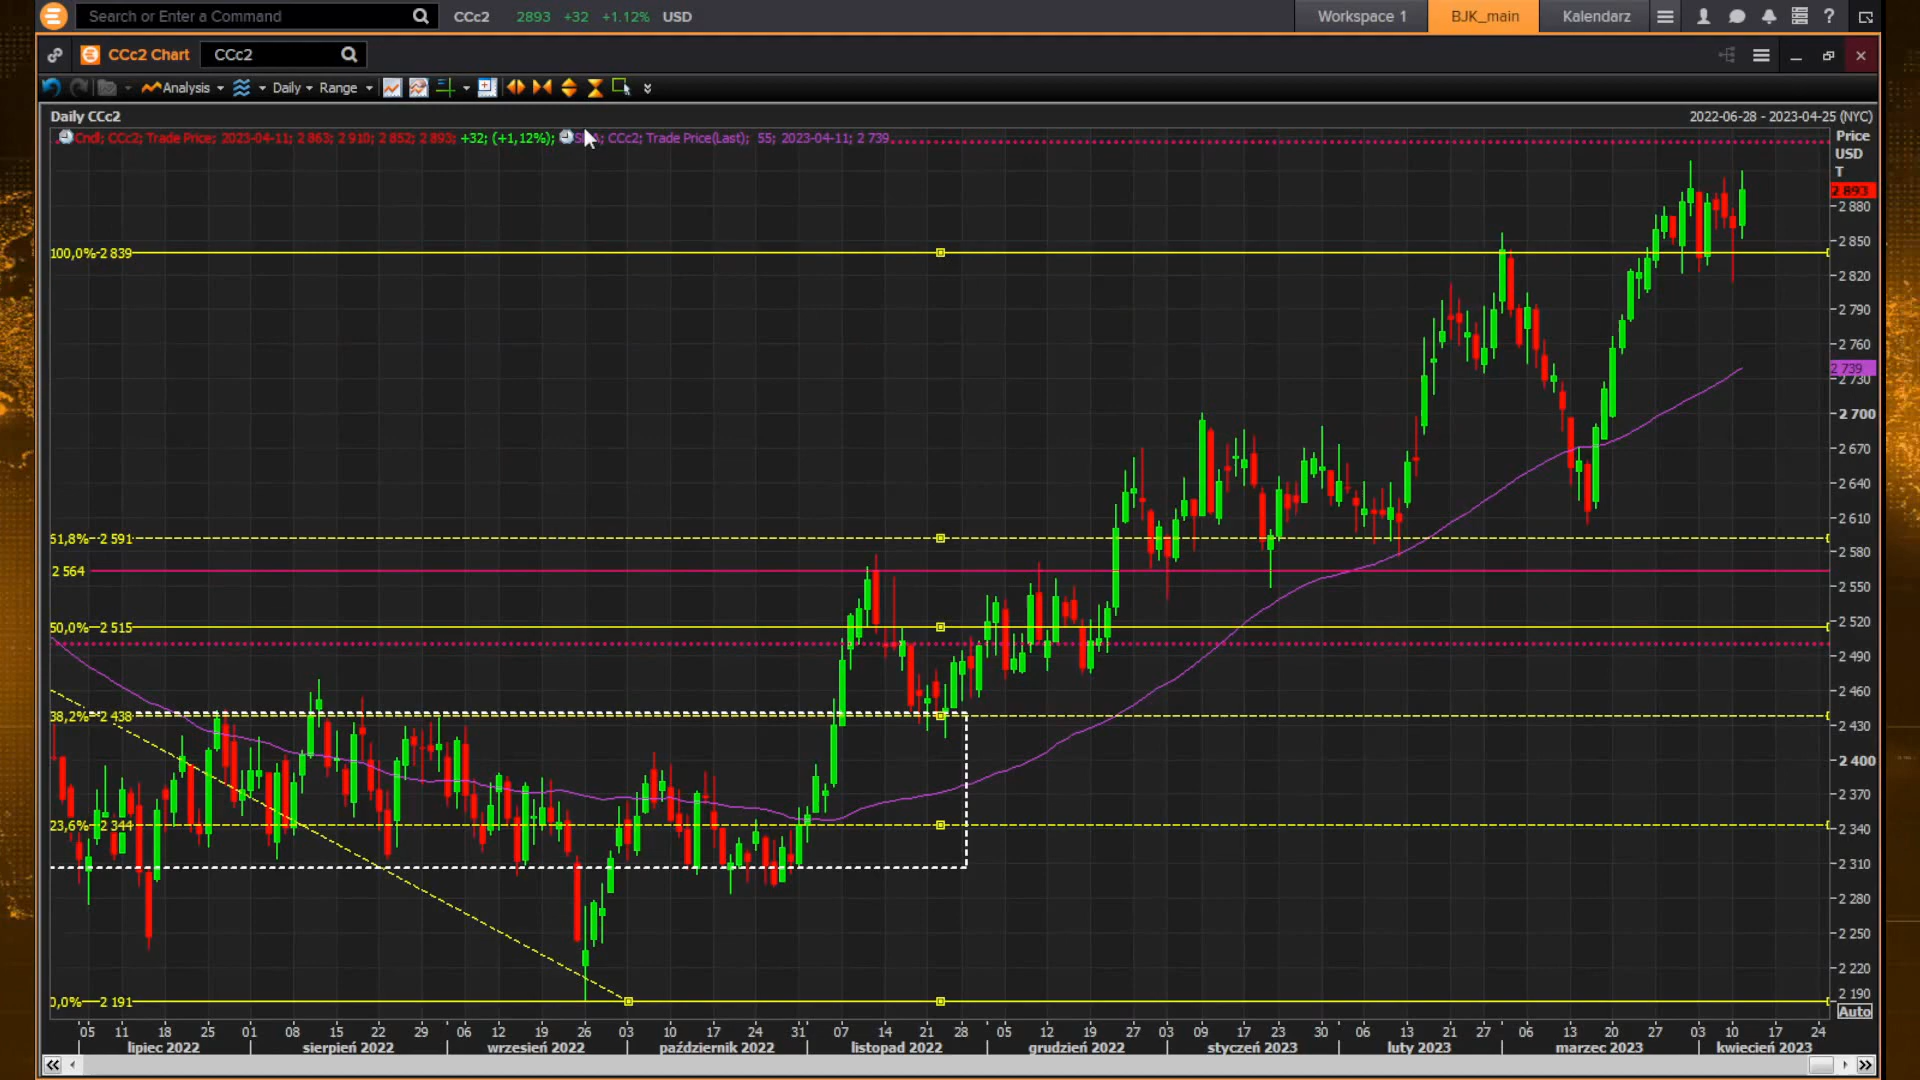 Search or Enter a Command CCc2 2893 +32 +1.12% USD Workspace 1 BJK_main Kalendarz ?
CCc2 Chart CCc2
Analysis Daily Range
Daily CCc2 2022-06-28 - 2023-04-25 (NYC)
Cndl; CCc2; Trade Price; 2023-04-11; 2 863; 2 910; 2 852; 2 893; +32; (+1,12%); CCc2; Trade Price(Last); 55; 2023-04-11; 2 739
Price
USD
T
2 893
2 880
2 850
2 820
2 790
2 760
2 739
2 730
2 700
2 670
2 640
2 610
2 580
2 550
2 520
2 490
2 460
2 430
2 400
2 370
2 340
2 310
2 280
2 250
2 220
2 190
Auto
100,0% 2 839
2 591
2 564
50,0% 2 515
38,2% 2 438
23,6% 2 344
0,0% 2 191
05 11 18 25 01 08 15 22 29 06 12 19 26 03 10 17 24 31 07 14 21 28 05 12 19 27 03 09 17 23 30 06 13 21 27 06 13 20 27 03 10 17 24
lipiec 2022 sierpień 2022 wrzesień 2022 październik 2022 listopad 2022 grudzień 2022 styczeń 2023 luty 2023 marzec 2023 kwiecień 2023